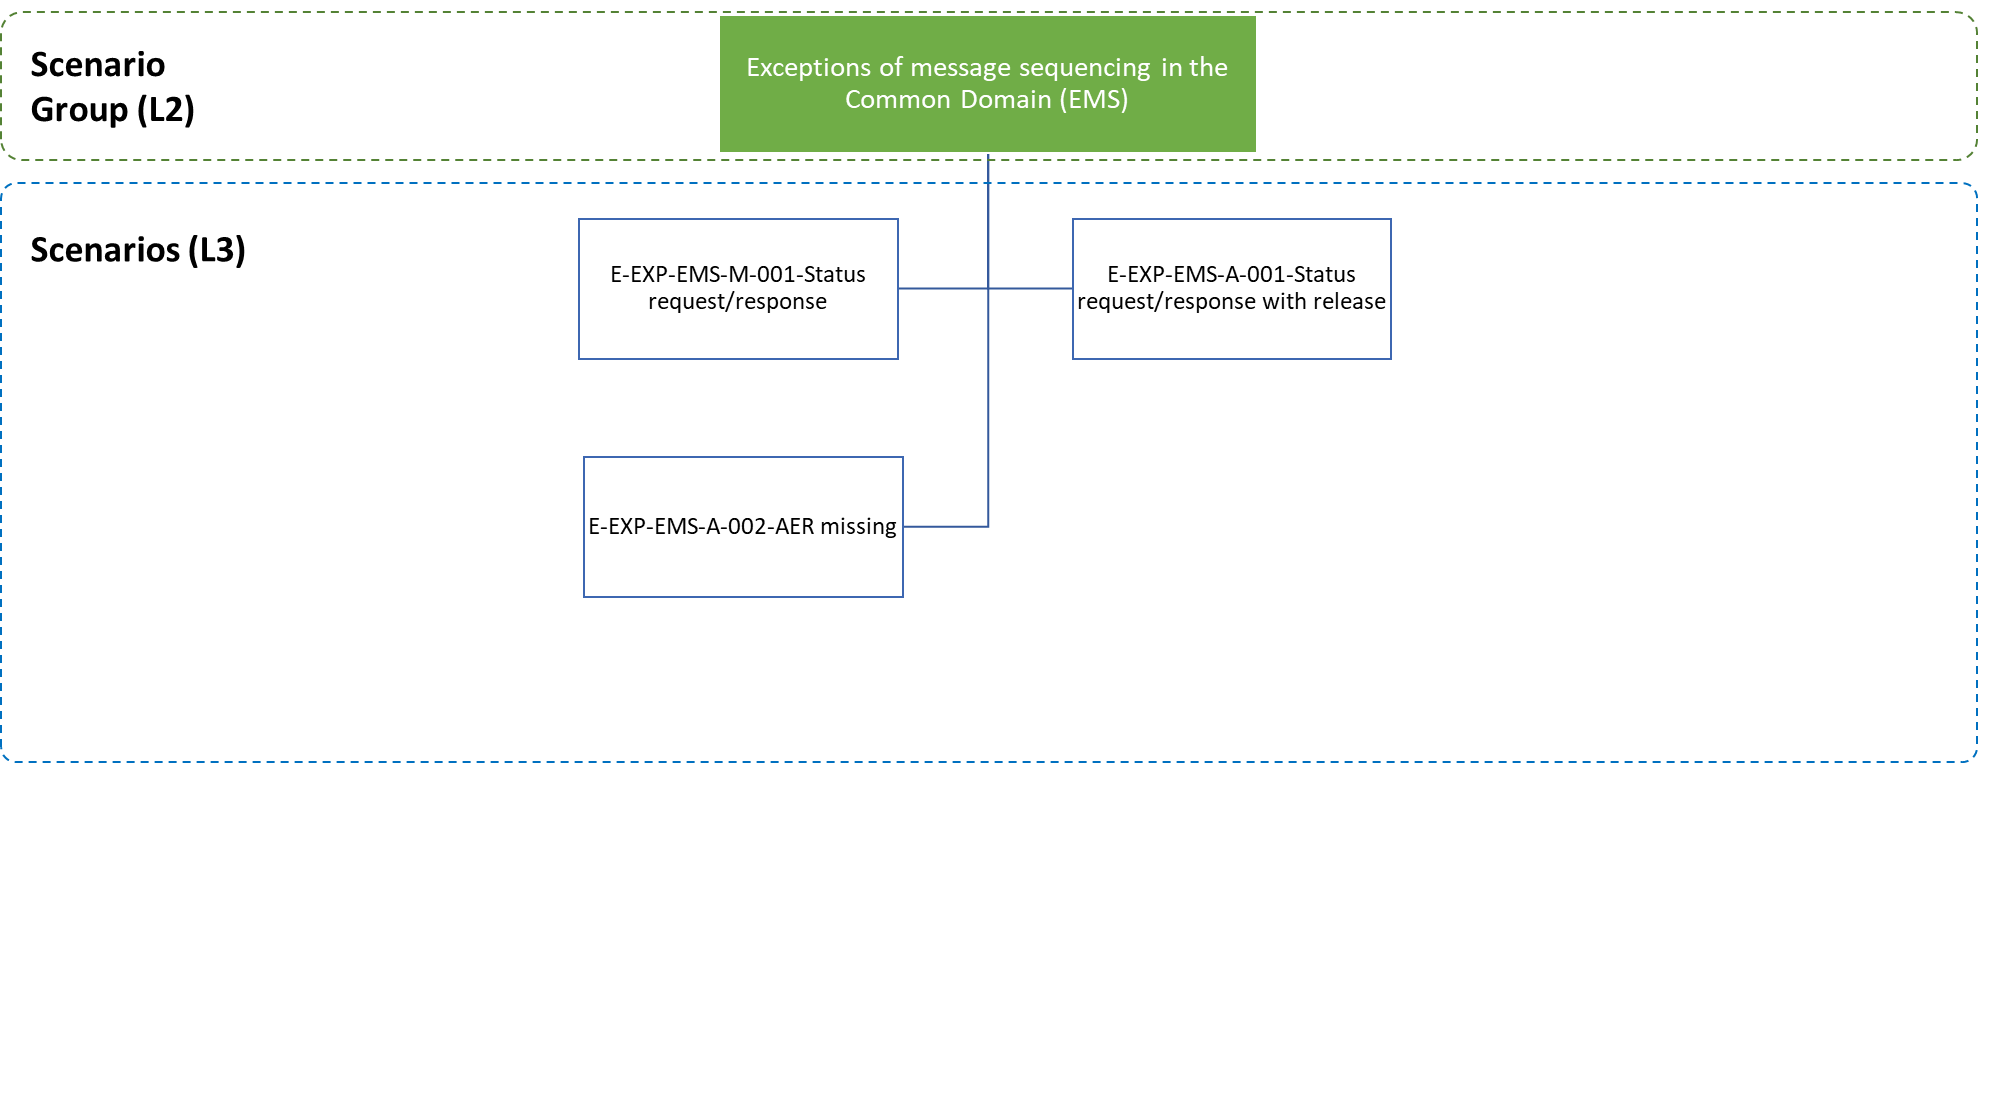 Scenario
Group (L2)
Exceptions of message sequencing in the
Common Domain (EMS)
Scenarios (L3)
E-EXP-EMS-M-001-Status
request/response
E-EXP-EMS-A-001-Status
request/response with release
E-EXP-EMS-A-002-AER missing